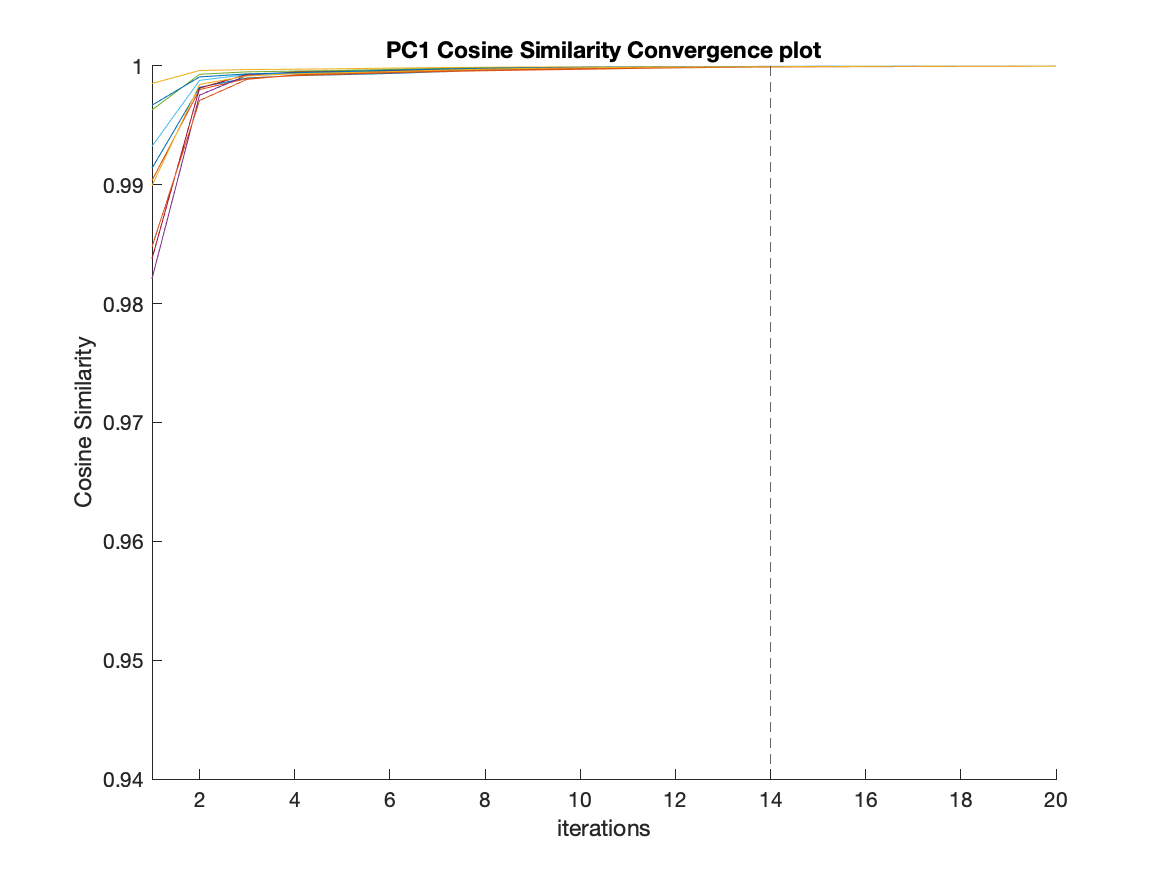 PC1 Cosine Similarity Convergence plot
1
0.99
0.98
0.97
0.96
0.95
0.94
Cosine Similarity
2 4 6 8 10 12 14 16 18 20
iterations